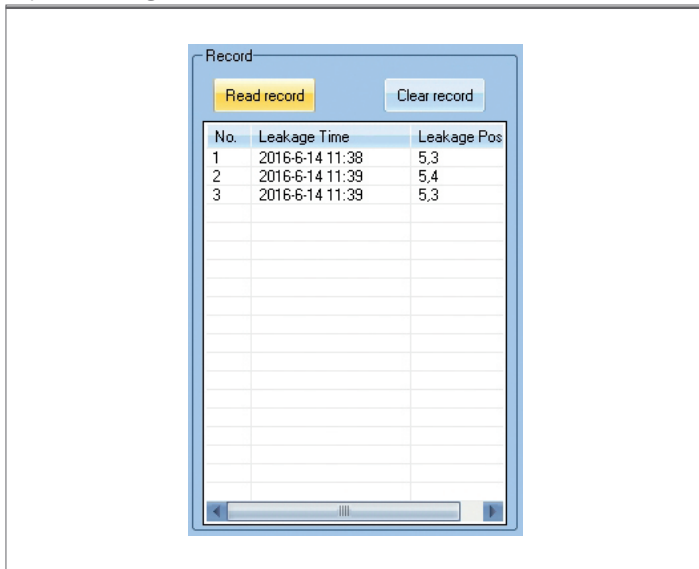 Record
Read record Clear record
No. Leakage Time Leakage Pos
1 2016-6-14 11:38 5,3
2 2016-6-14 11:39 5,4
3 2016-6-14 11:39 5,3